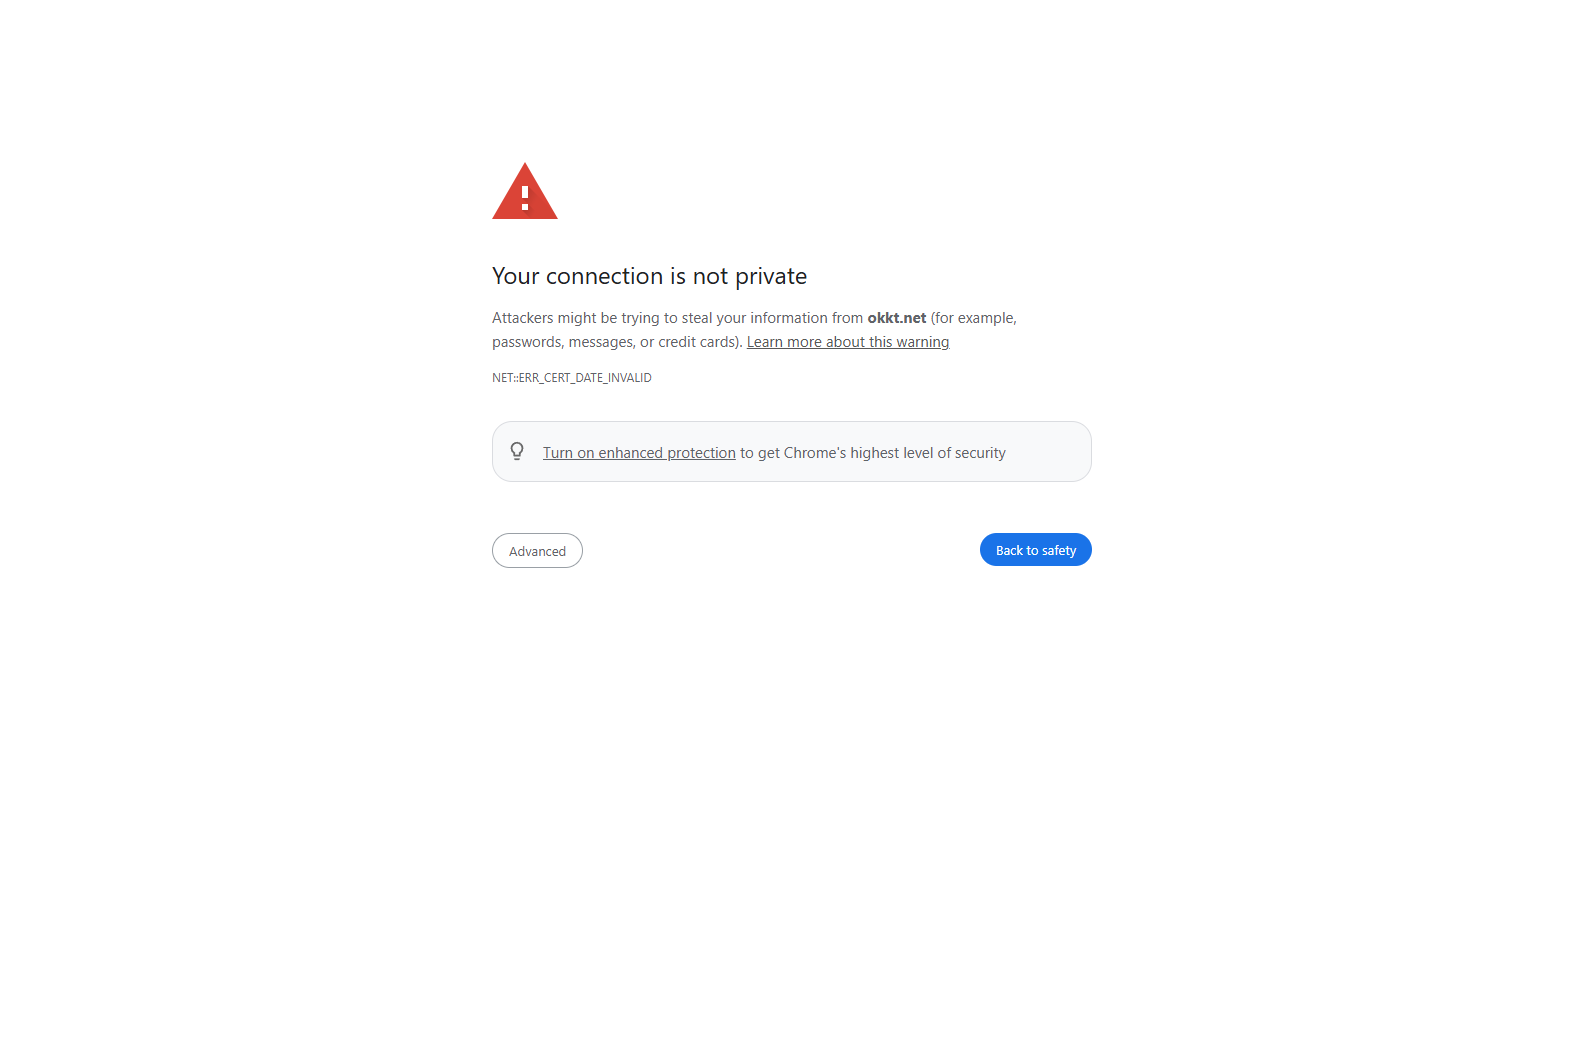 Your connection is not private
Attackers might be trying to steal your information from okkt.net (for example,
passwords, messages, or credit cards). Learn more about this warning
NET::ERR_CERT_DATE_INVALID
Turn on enhanced protection to get Chrome's highest level of security
Advanced
Back to safety